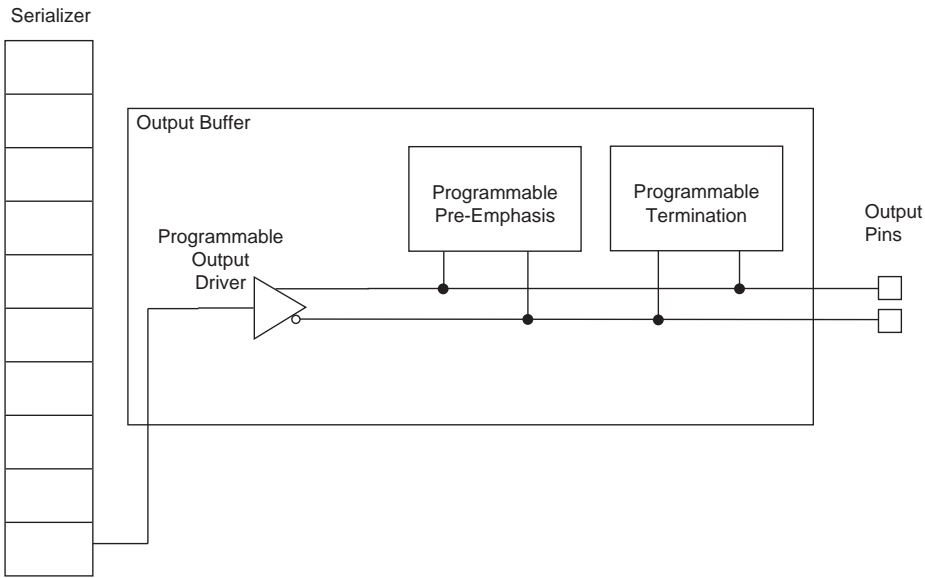 Serializer
Output Buffer
Programmable
Pre-Emphasis
Programmable
Termination
Output
Pins
Programmable
Output
Driver